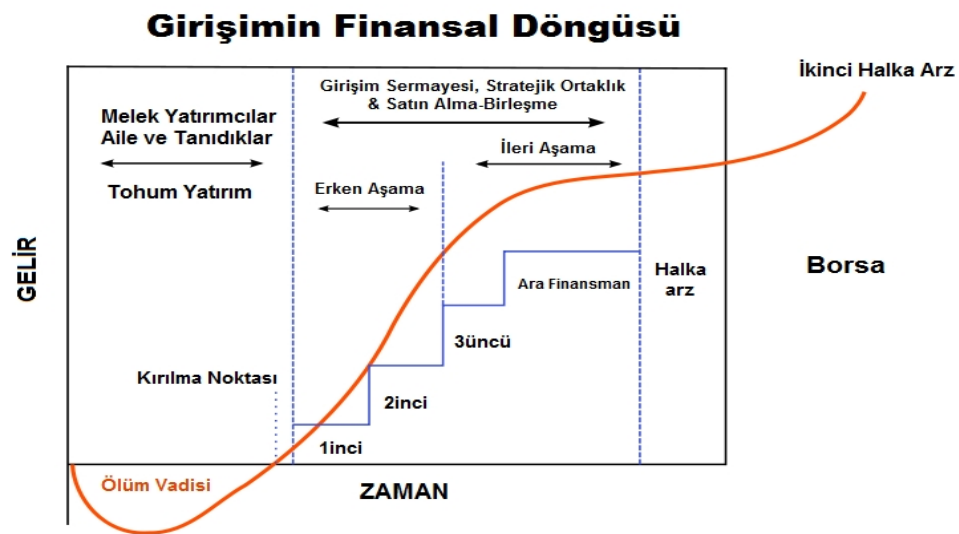 Girişimin Finansal Döngüsü
İkinci Halka Arz
Girişim Sermayesi, Stratejik Ortaklık
& Satın Alma-Birleşme
Melek Yatırımcılar
Aile ve Tanıdıklar
İleri Aşama
Tohum Yatırım
Erken Aşama
GELİR
Borsa
Halka
arz
Ara Finansman
3üncü
Kırılma Noktası
2inci
1inci
Ölüm Vadisi
ZAMAN